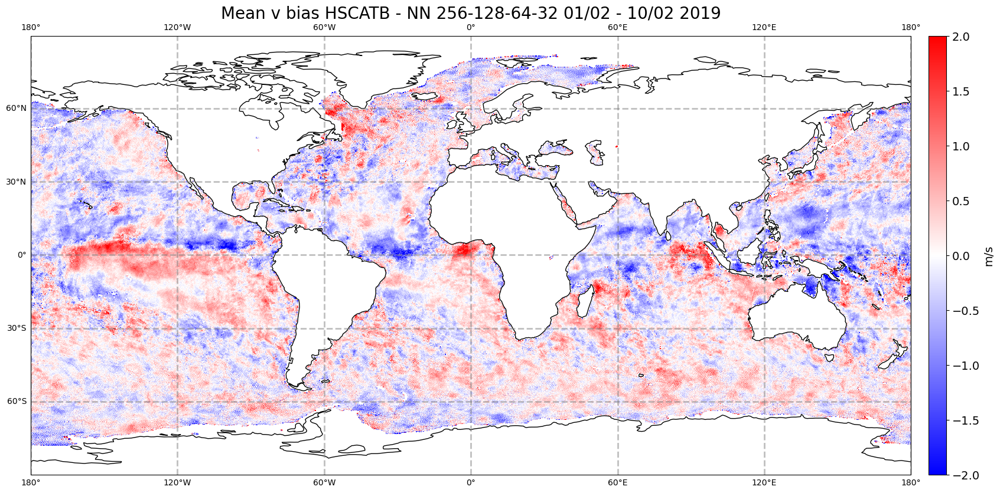 Mean v bias HSCATB - NN 256-128-64-32 01/02 - 10/02 2019
180° 120°W 60°W 0° 60°E 120°E 180°
60°N
30°N
0°
30°S
60°S
180° 120°W 60°W 0° 60°E 120°E 180°
2.0
1.5
1.0
0.5
0.0
−0.5
−1.0
−1.5
−2.0
m/s